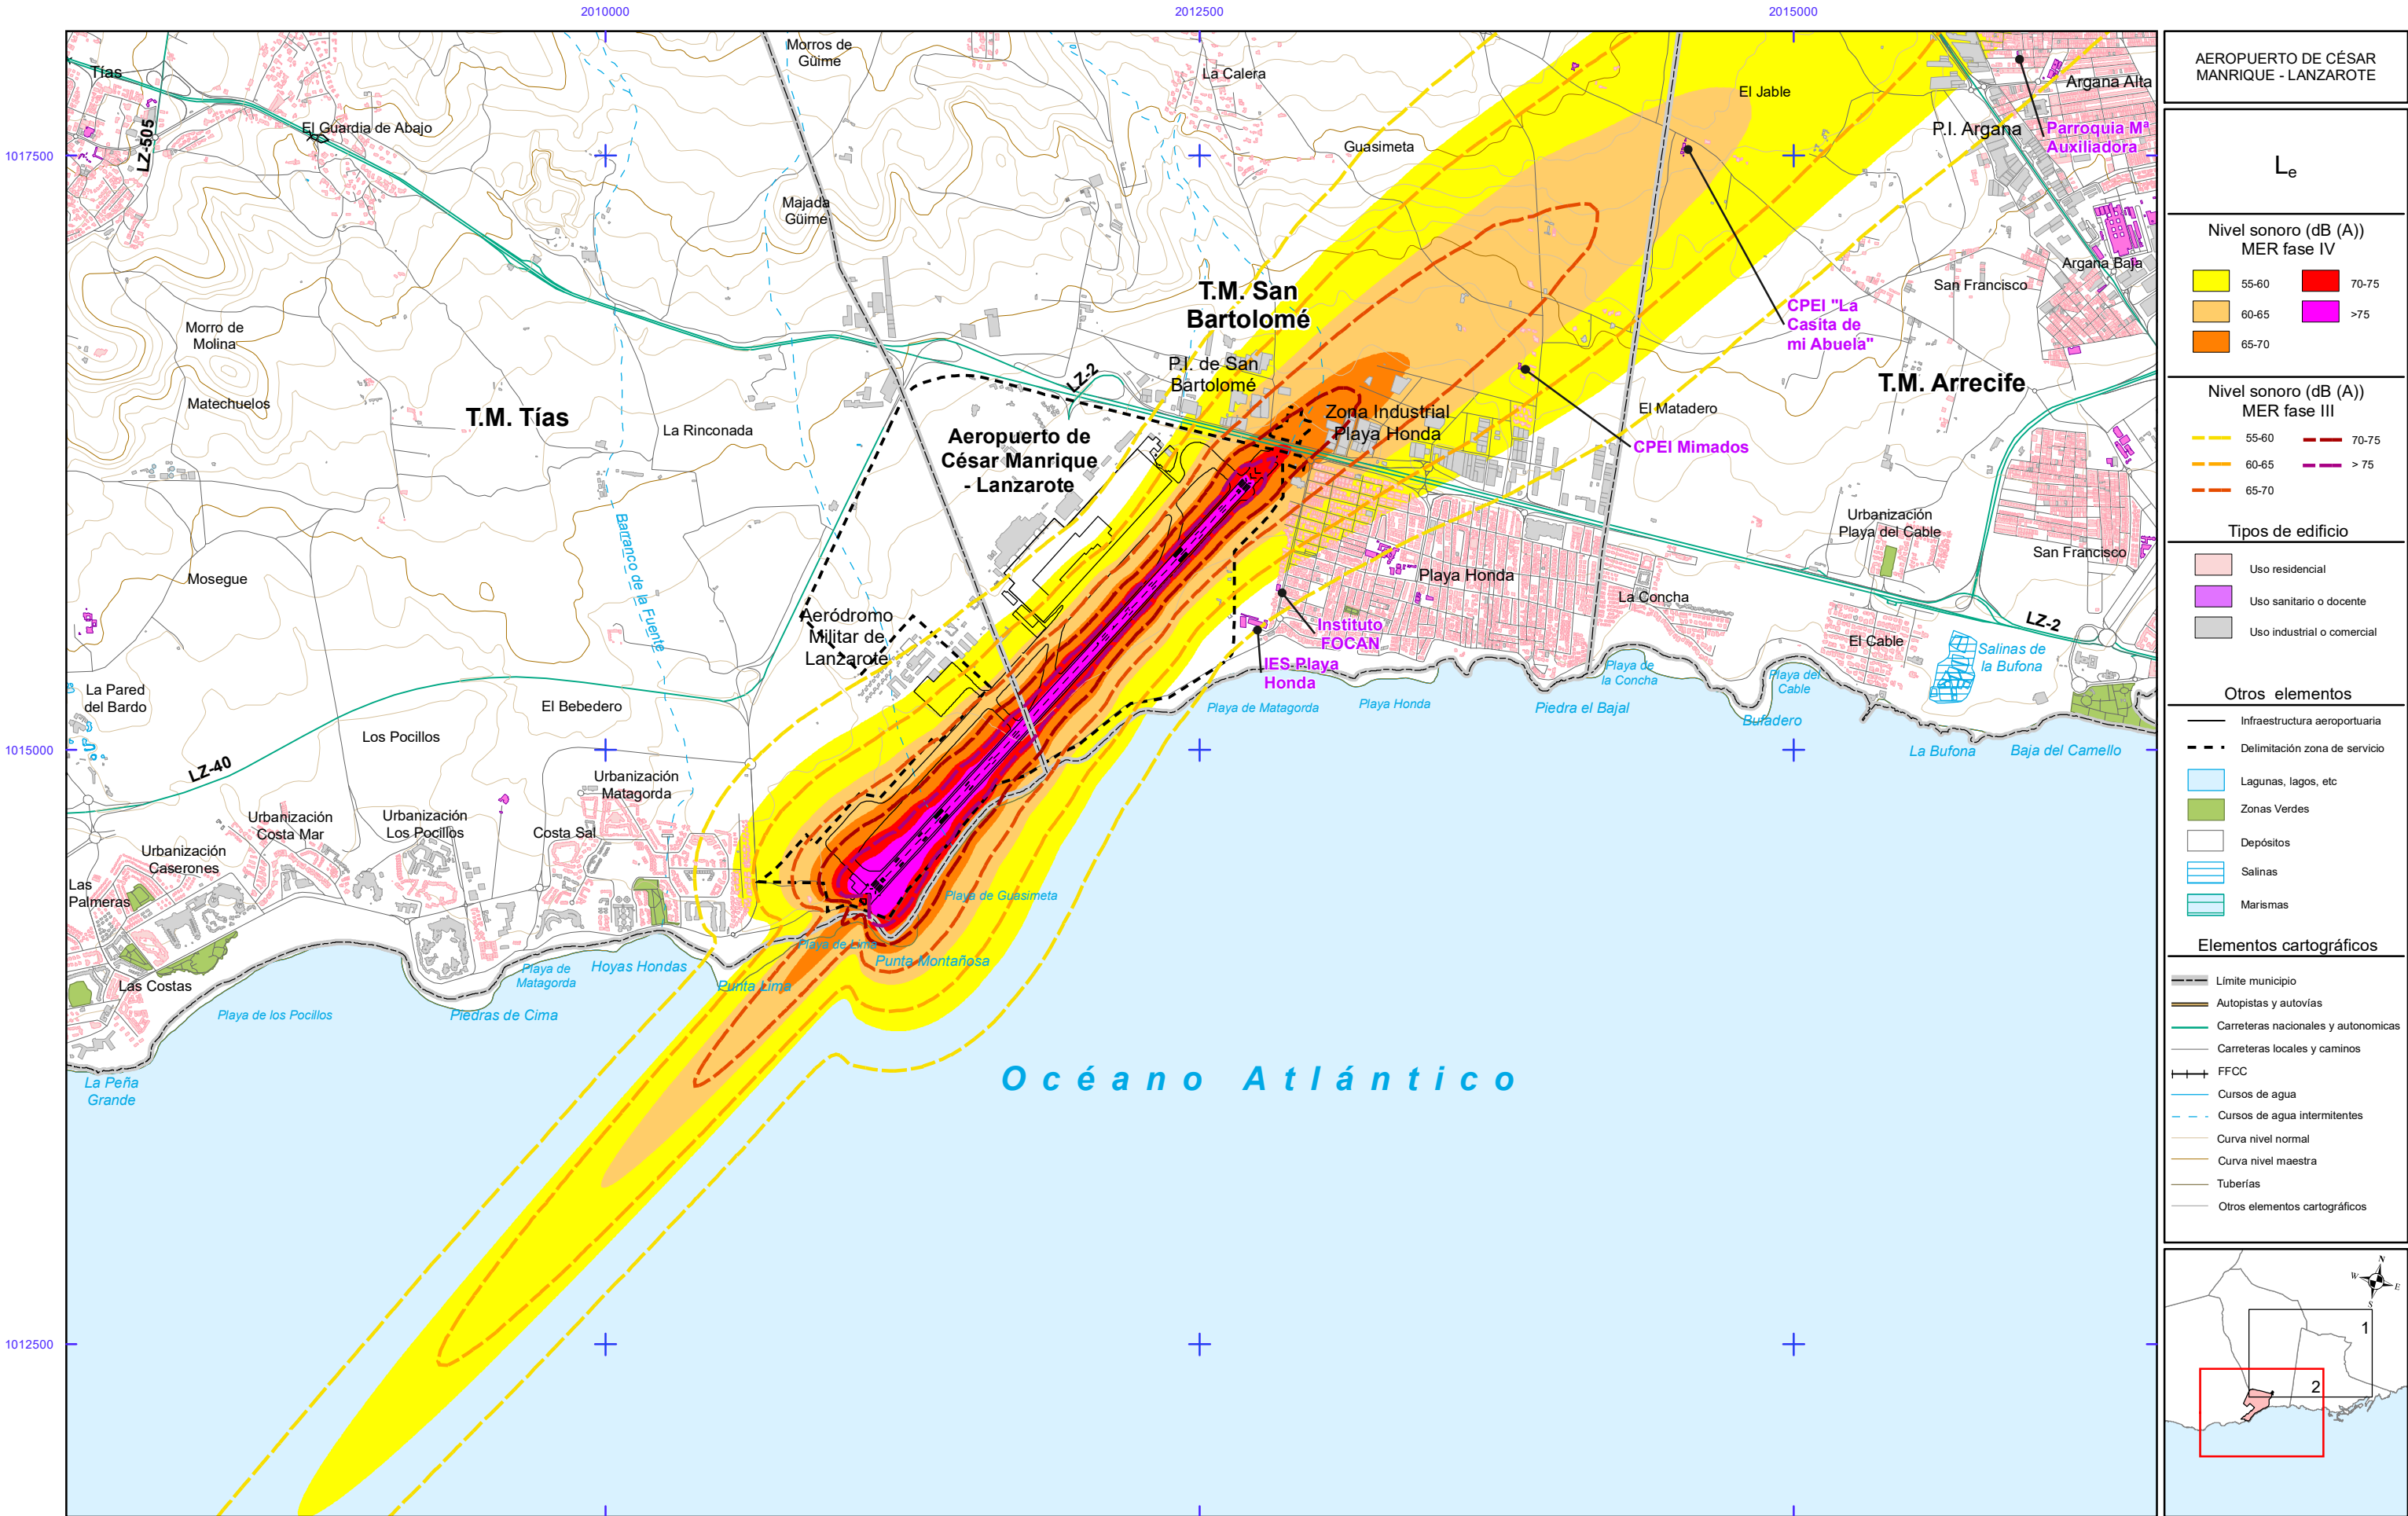 2010000
2012500
2015000
1017500
1015000
1012500
Tías
LZ-505
El Guardia de Abajo
Morros de
Güime
La Calera
Majada
Güime
Guasimeta
El Jable
P.I. Argana
Argana Alta
Parroquia Mª
Auxiliadora
Argana Baja
San Francisco
Morro de
Molina
Matechuelos
T.M. Tías
La Rinconada
T.M. San
Bartolomé
P.I. de San
Bartolomé
LZ-2
Zona Industrial
Playa Honda
CPEI "La
Casita de
mi Abuela"
T.M. Arrecife
El Matadero
CPEI Mimados
Aeropuerto de
César Manrique
- Lanzarote
Mosegue
Barranco de la Fuente
Aeródromo
Militar de
Lanzarote
Playa Honda
Urbanización
Playa del Cable
San Francisco
La Concha
Instituto
FOCAN
IES Playa
Honda
El Cable
LZ-2
Salinas de
la Bufona
La Pared
del Bardo
El Bebedero
Los Pocillos
LZ-40
Playa de Matagorda
Playa Honda
Piedra el Bajal
Playa de
la Concha
Playa del
Cable
Bufadero
La Bufona
Baja del Camello
Urbanización
Matagorda
Urbanización
Costa Mar
Urbanización
Los Pocillos
Costa Sal
Urbanización
Caserones
Las
Palmeras
Las Costas
Playa de Guasimeta
Playa de Lima
Punta Montañosa
Punta Lima
Hoyas Hondas
Playa de
Matagorda
Piedras de Cima
Playa de los Pocillos
La Peña
Grande
Océano Atlántico
AEROPUERTO DE CÉSAR
MANRIQUE - LANZAROTE
Le
Nivel sonoro (dB (A))
MER fase IV
55-60
70-75
60-65
>75
65-70
Nivel sonoro (dB (A))
MER fase III
55-60
70-75
60-65
> 75
65-70
Tipos de edificio
Uso residencial
Uso sanitario o docente
Uso industrial o comercial
Otros elementos
Infraestructura aeroportuaria
Delimitación zona de servicio
Lagunas, lagos, etc
Zonas Verdes
Depósitos
Salinas
Marismas
Elementos cartográficos
Límite municipio
Autopistas y autovías
Carreteras nacionales y autonomicas
Carreteras locales y caminos
FFCC
Cursos de agua
Cursos de agua intermitentes
Curva nivel normal
Curva nivel maestra
Tuberías
Otros elementos cartográficos
N
W
E
S
1
2